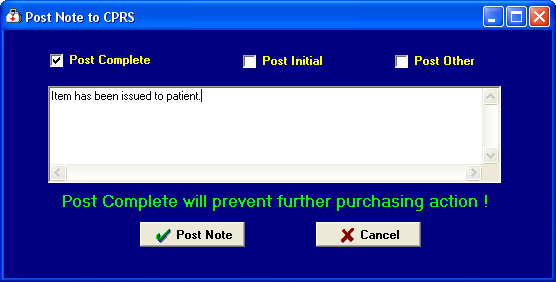 Post Note to CPRS
Post Complete Post Initial Post Other
Item has been issued to patient.
Post Complete will prevent further purchasing action !
Post Note Cancel